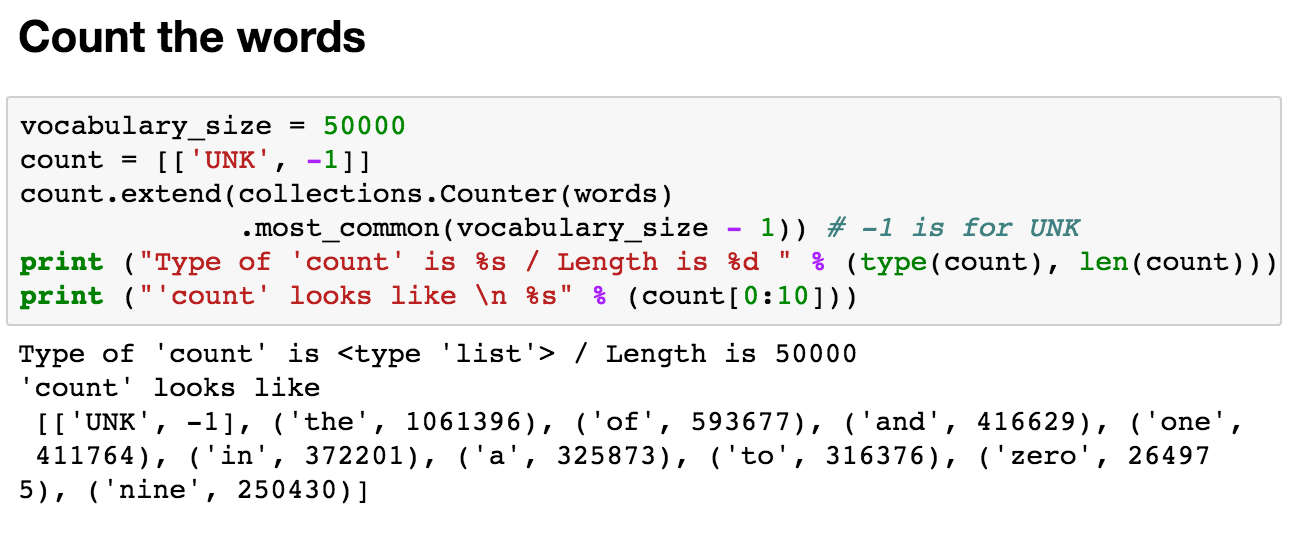 Count the words
vocabulary_size = 50000
count = [['UNK', -1]]
count.extend(collections.Counter(words)
             .most_common(vocabulary_size - 1)) # -1 is for UNK
print ("Type of 'count' is %s / Length is %d " % (type(count), len(count)))
print ("'count' looks like \n %s" % (count[0:10]))
Type of 'count' is <type 'list'> / Length is 50000
'count' looks like
 [['UNK', -1], ('the', 1061396), ('of', 593677), ('and', 416629), ('one',
 411764), ('in', 372201), ('a', 325873), ('to', 316376), ('zero', 26497
5), ('nine', 250430)]